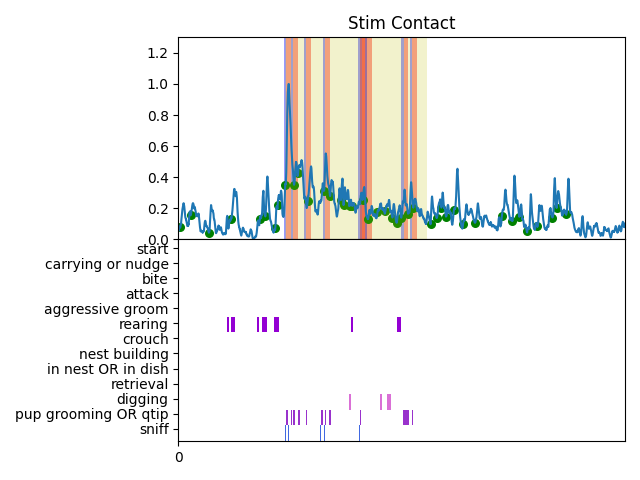 Stim Contact
1.2
1.0
0.8
0.6
0.4
0.2
0.0
start
carrying or nudge
bite
attack
aggressive groom
rearing
crouch
nest building
in nest OR in dish
retrieval
digging
pup grooming OR qtip
sniff
0